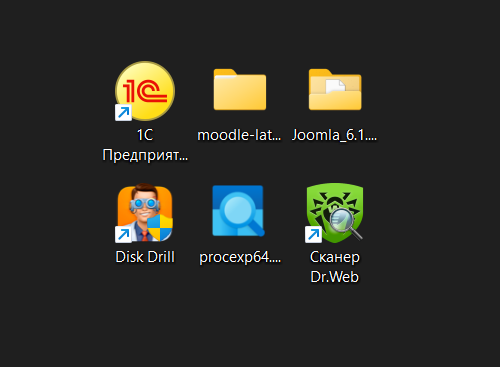 1С
Предприят...
moodle-lat...
Joomla_6.1....
Disk Drill
procexp64....
Сканер
Dr.Web